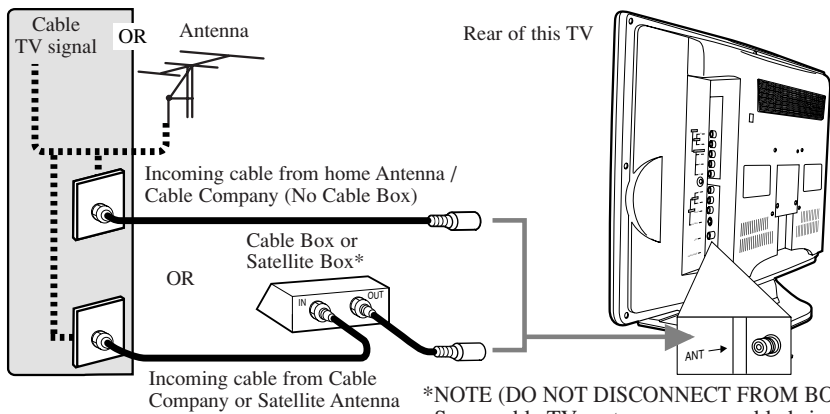 Cable
TV signal
OR
Antenna
Rear of this TV
Incoming cable from home Antenna /
Cable Company (No Cable Box)
Cable Box or
Satellite Box*
OR
IN
OUT
ANT
Incoming cable from Cable
Company or Satellite Antenna
*NOTE (DO NOT DISCONNECT FROM